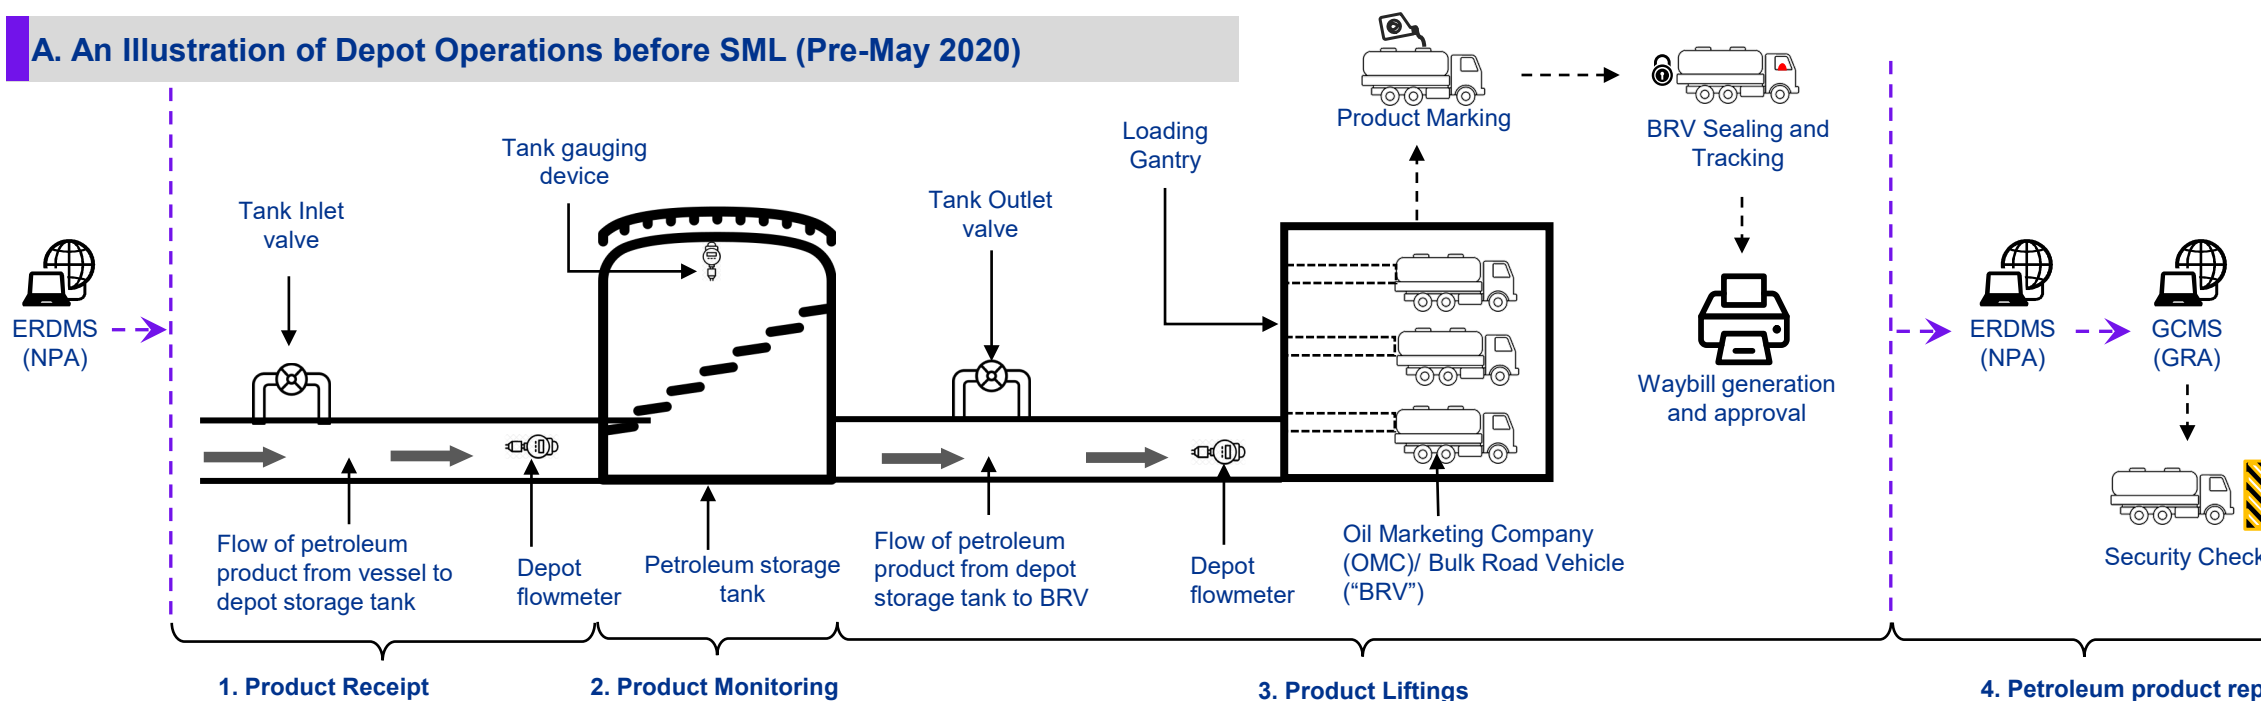 A. An Illustration of Depot Operations before SML (Pre-May 2020)
ERDMS
(NPA)
Tank Inlet
valve
Tank gauging
device
Tank Outlet
valve
Loading
Gantry
Product Marking
BRV Sealing and
Tracking
Waybill generation
and approval
ERDMS
(NPA)
GCMS
(GRA)
Security Check
Flow of petroleum
product from vessel to
depot storage tank
Depot
flowmeter
Petroleum storage
tank
Flow of petroleum
product from depot
storage tank to BRV
Depot
flowmeter
Oil Marketing Company
(OMC)/ Bulk Road Vehicle
(“BRV”)
1. Product Receipt
2. Product Monitoring
3. Product Liftings
4. Petroleum product rep